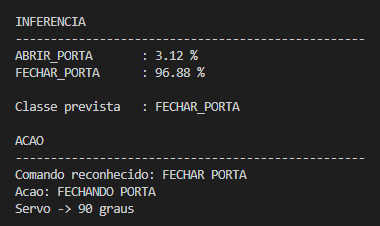 INFERENCIA
--------------------------------------------------
ABRIR_PORTA : 3.12 %
FECHAR_PORTA : 96.88 %
Classe prevista : FECHAR_PORTA
ACAO
--------------------------------------------------
Comando reconhecido: FECHAR PORTA
Acao: FECHANDO PORTA
Servo -> 90 graus